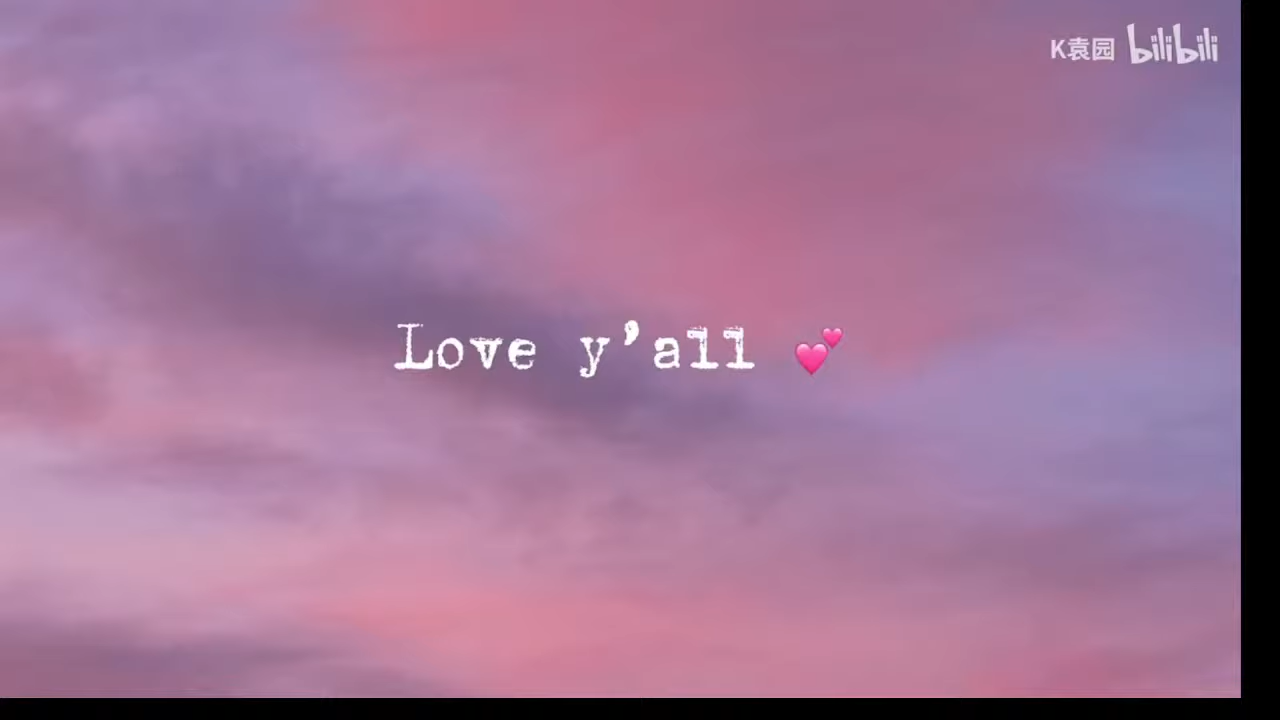 K袁园 bilibili
Love y’all 💕